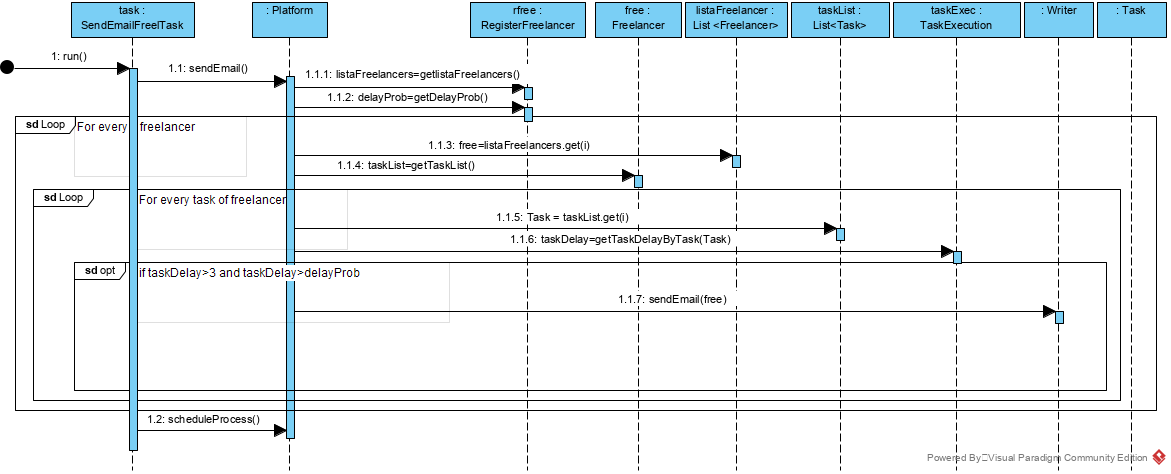 task :
SendEmailFreelTask
: Platform
rfree :
RegisterFreelancer
free :
Freelancer
listaFreelancer :
List <Freelancer>
taskList :
List<Task>
taskExec :
TaskExecution
: Writer
: Task
1: run()
1.1: sendEmail()
1.1.1: listaFreelancers=getlistaFreelancers()
1.1.2: delayProb=getDelayProb()
sd Loop
For every freelancer
1.1.3: free=listaFreelancers.get(i)
1.1.4: taskList=getTaskList()
sd Loop
For every task of freelancer
1.1.5: Task = taskList.get(i)
1.1.6: taskDelay=getTaskDelayByTask(Task)
sd opt
if taskDelay>3 and taskDelay>delayProb
1.1.7: sendEmail(free)
1.2: scheduleProcess()
Powered By Visual Paradigm Community Edition